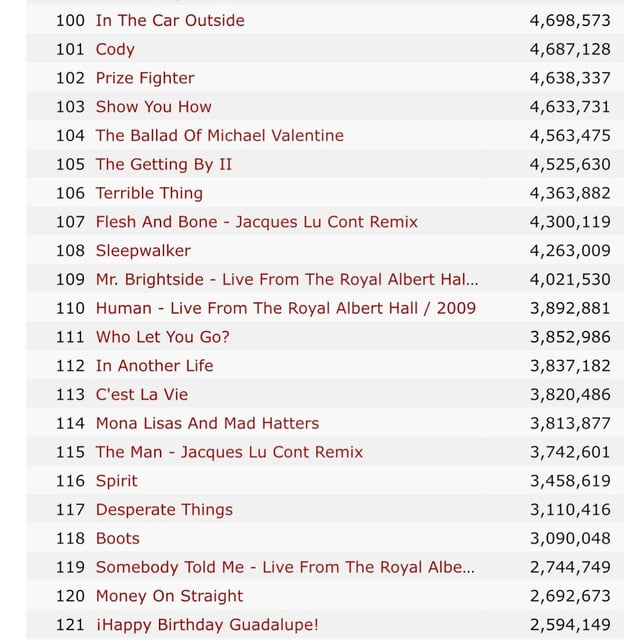 100 In The Car Outside 4,698,573
101 Cody 4,687,128
102 Prize Fighter 4,638,337
103 Show You How 4,633,731
104 The Ballad Of Michael Valentine 4,563,475
105 The Getting By II 4,525,630
106 Terrible Thing 4,363,882
107 Flesh And Bone - Jacques Lu Cont Remix 4,300,119
108 Sleepwalker 4,263,009
109 Mr. Brightside - Live From The Royal Albert Hal... 4,021,530
110 Human - Live From The Royal Albert Hall / 2009 3,892,881
111 Who Let You Go? 3,852,986
112 In Another Life 3,837,182
113 C'est La Vie 3,820,486
114 Mona Lisas And Mad Hatters 3,813,877
115 The Man - Jacques Lu Cont Remix 3,742,601
116 Spirit 3,458,619
117 Desperate Things 3,110,416
118 Boots 3,090,048
119 Somebody Told Me - Live From The Royal Albe... 2,744,749
120 Money On Straight 2,692,673
121 ¡Happy Birthday Guadalupe! 2,594,149